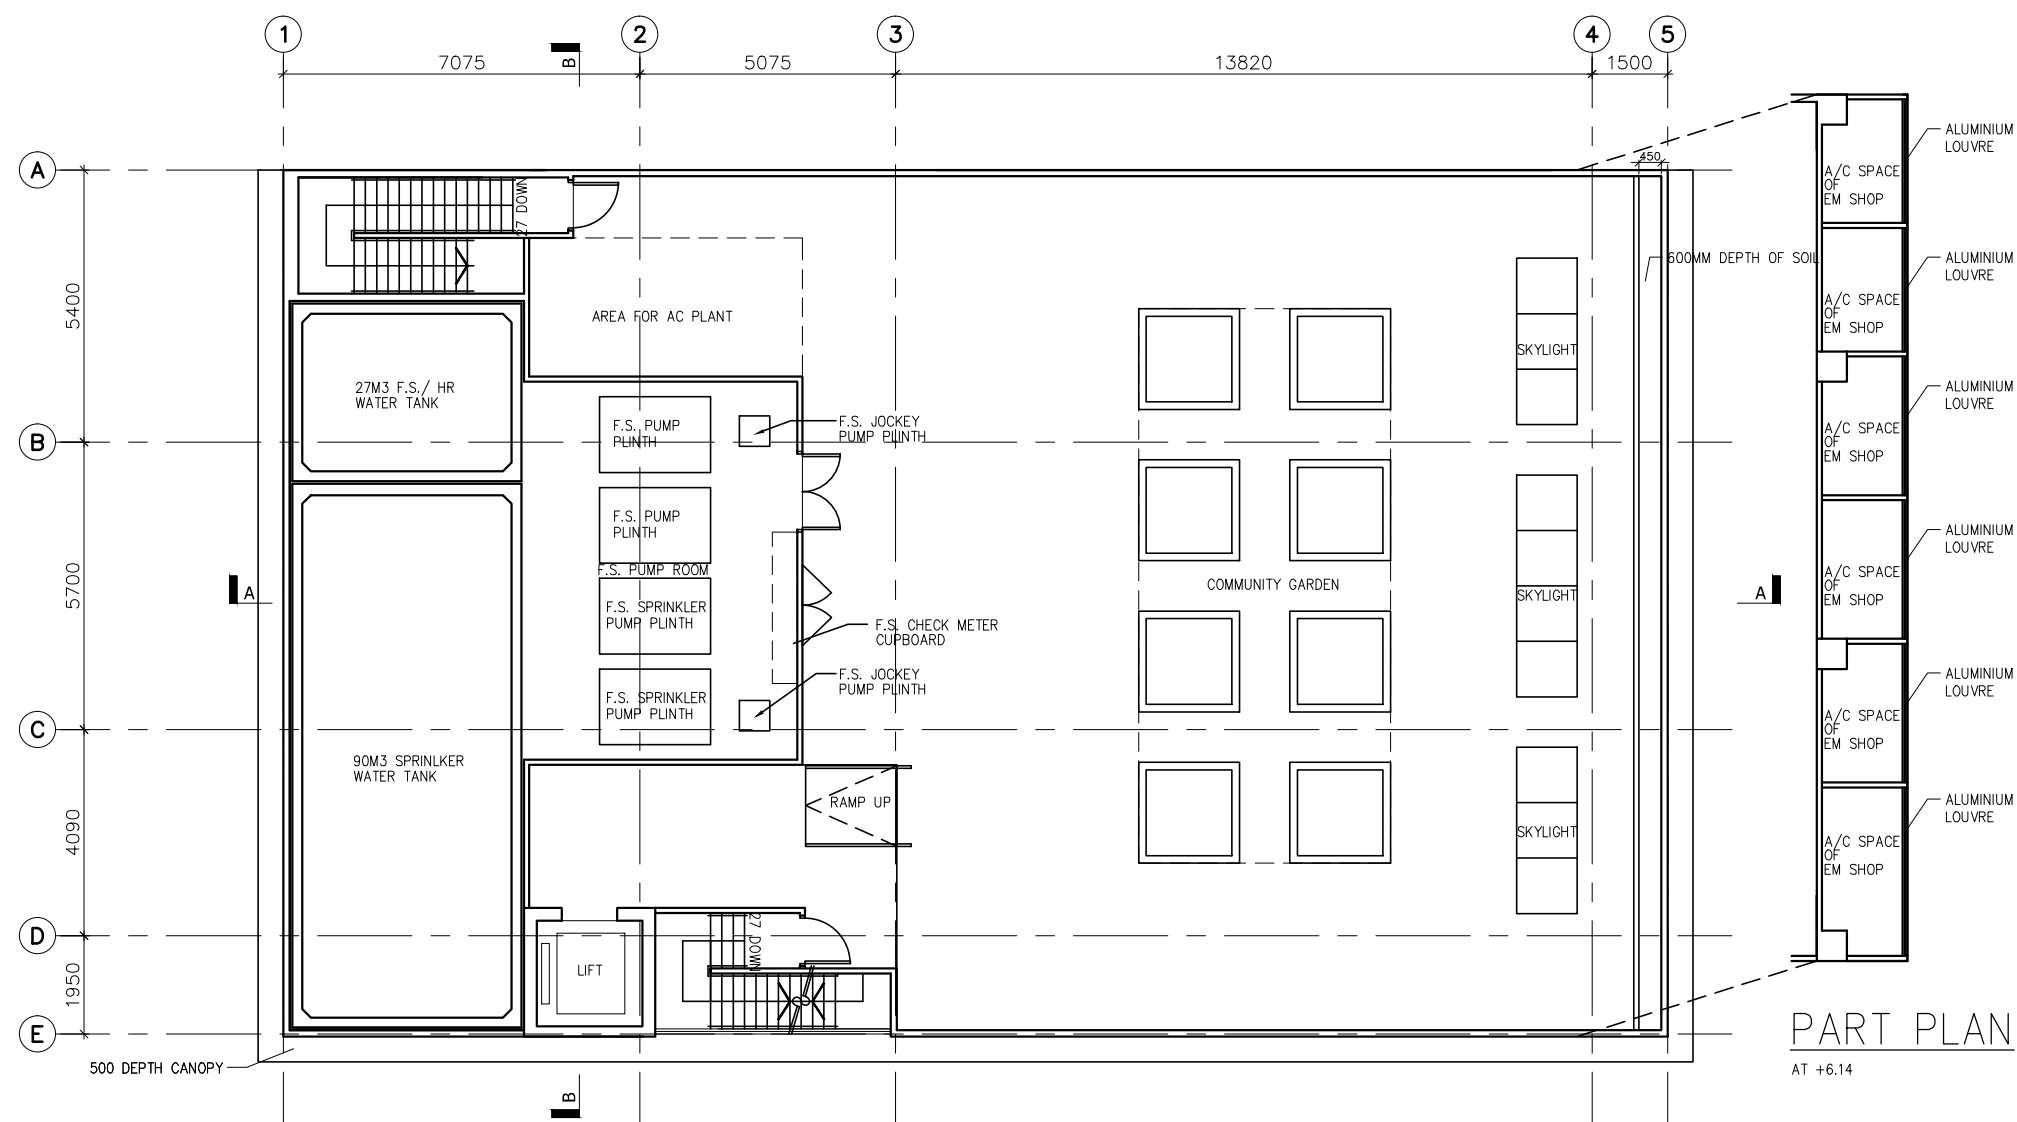 1
2
3
4
5
7075
5075
13820
1500
B
A
B
C
D
E
5400
5700
4090
1950
450
27 DOWN
AREA FOR AC PLANT
600MM DEPTH OF SOIL
27M3 F.S./ HR
WATER TANK
F.S. PUMP
PLINTH
F.S. JOCKEY
PUMP PLINTH
F.S. PUMP
PLINTH
F.S. PUMP ROOM
F.S. SPRINKLER
PUMP PLINTH
F.S. CHECK METER
CUPBOARD
F.S. SPRINKLER
PUMP PLINTH
F.S. JOCKEY
PUMP PLINTH
90M3 SPRINLKER
WATER TANK
COMMUNITY GARDEN
SKYLIGHT
SKYLIGHT
SKYLIGHT
RAMP UP
27 DOWN
LIFT
A
A
B
500 DEPTH CANOPY
ALUMINIUM
LOUVRE
A/C SPACE
OF
EM SHOP
ALUMINIUM
LOUVRE
A/C SPACE
OF
EM SHOP
ALUMINIUM
LOUVRE
A/C SPACE
OF
EM SHOP
ALUMINIUM
LOUVRE
A/C SPACE
OF
EM SHOP
ALUMINIUM
LOUVRE
A/C SPACE
OF
EM SHOP
ALUMINIUM
LOUVRE
A/C SPACE
OF
EM SHOP
PART PLAN
AT +6.14